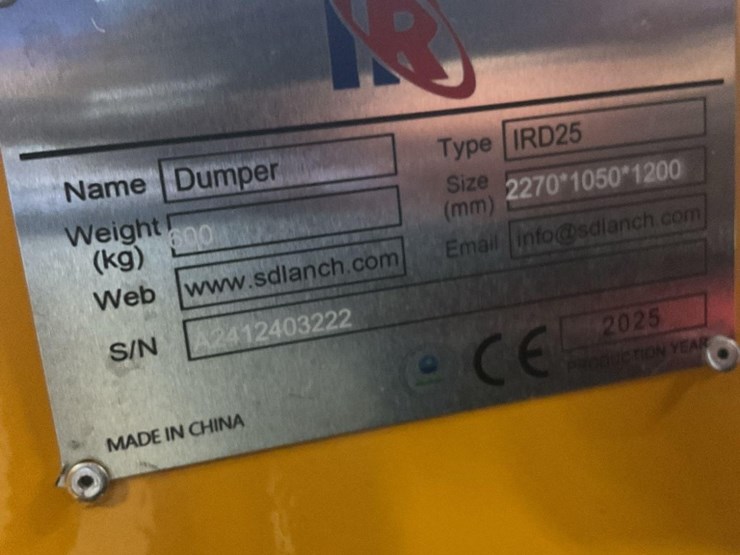 IR
Name Dumper
Type IRD25
Weight (kg) 600
Size (mm) 2270*1050*1200
Web www.sdlanch.com
Email info@sdlanch.com
S/N A2412403222
CE
2025
PRODUCTION YEAR
MADE IN CHINA